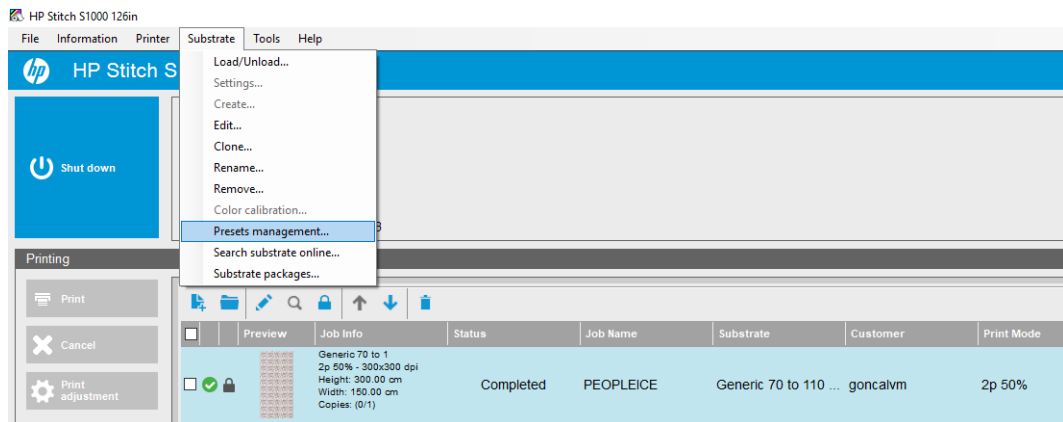 HP Stitch S1000 126in
File Information Printer Substrate Tools Help
hp HP Stitch S
Load/Unload...
Settings...
Create...
Edit...
Clone...
Rename...
Remove...
Color calibration...
Presets management...
Search substrate online...
Substrate packages...
Shut down
Printing
Print
Cancel
Print
adjustment
Preview Job Info Status Job Name Substrate Customer Print Mode
Generic 70 to 1
2p 50% - 300x300 dpi
Height: 300.00 cm
Width: 150.00 cm
Copies: (0/1)
Completed PEOPLEICE Generic 70 to 110 ... goncalvm 2p 50%